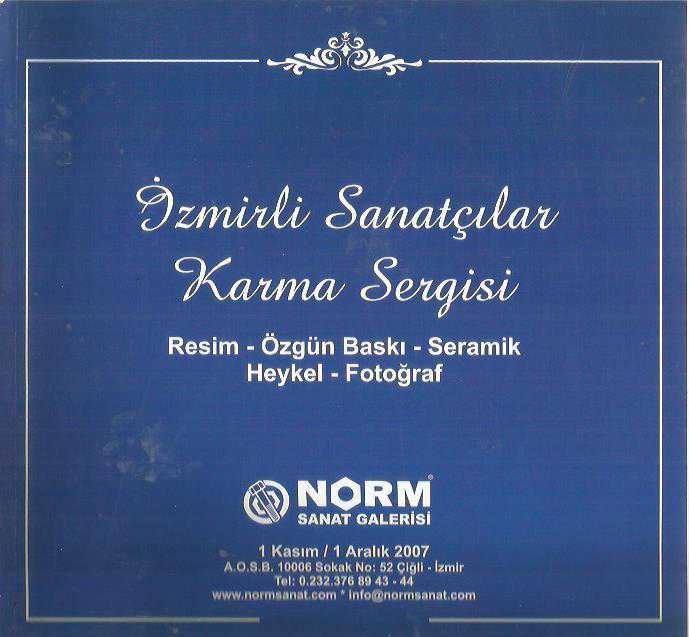 İzmirli Sanatçılar
Karma Sergisi
Resim - Özgün Baskı - Seramik
Heykel - Fotoğraf
NORM®
SANAT GALERİSİ
1 Kasım / 1 Aralık 2007
A.O.S.B. 10006 Sokak No: 52 Çiğli - İzmir
Tel: 0.232.376 89 43 - 44
www.normsanat.com * info@normsanat.com